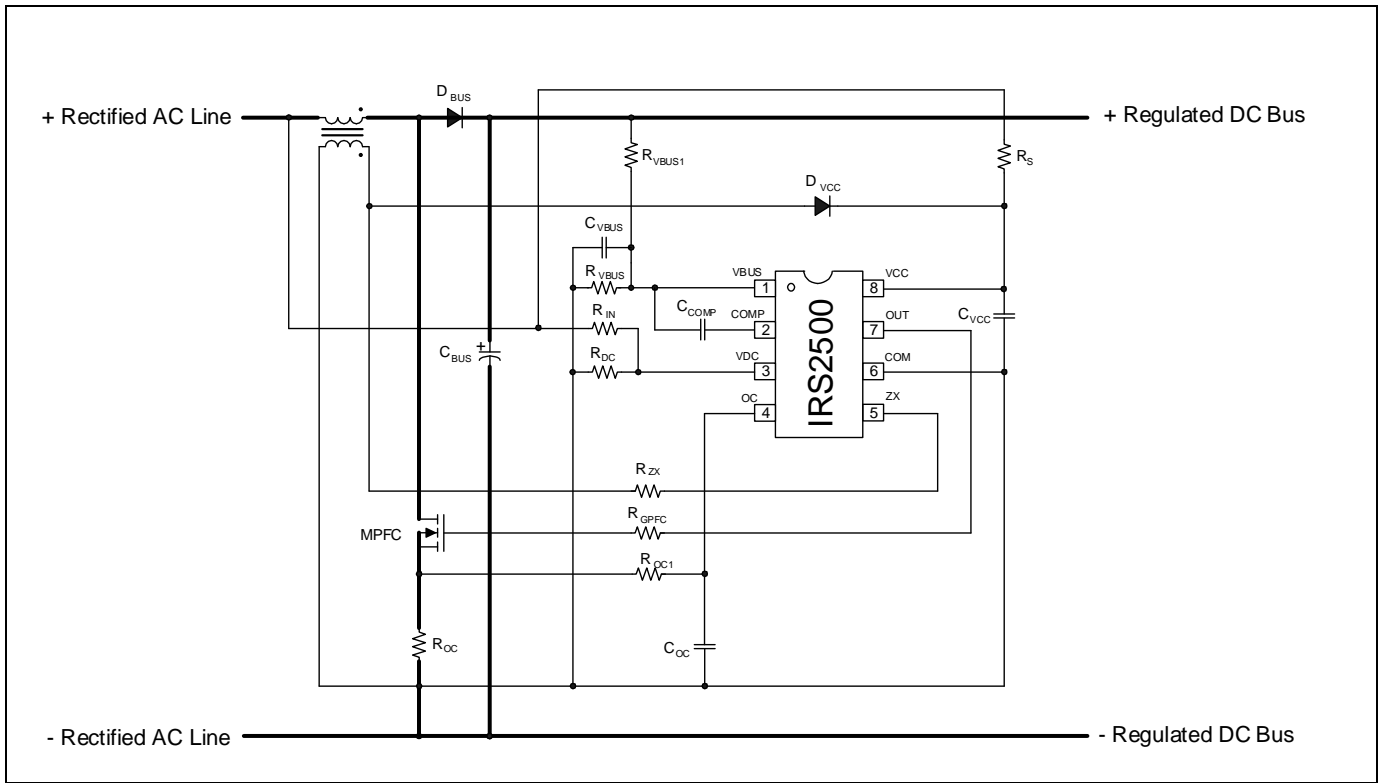 D BUS
+ Rectified AC Line
+ Regulated DC Bus
R VBUS1
R S
D VCC
C VBUS
R VBUS
VBUS
1
8
VCC
R IN
C COMP
COMP
2
7
OUT
C VCC
C BUS
+
R DC
VDC
3
6
COM
OC
4
5
ZX
IRS2500
R ZX
R GPFC
MPFC
R OC1
R OC
C OC
- Rectified AC Line
- Regulated DC Bus